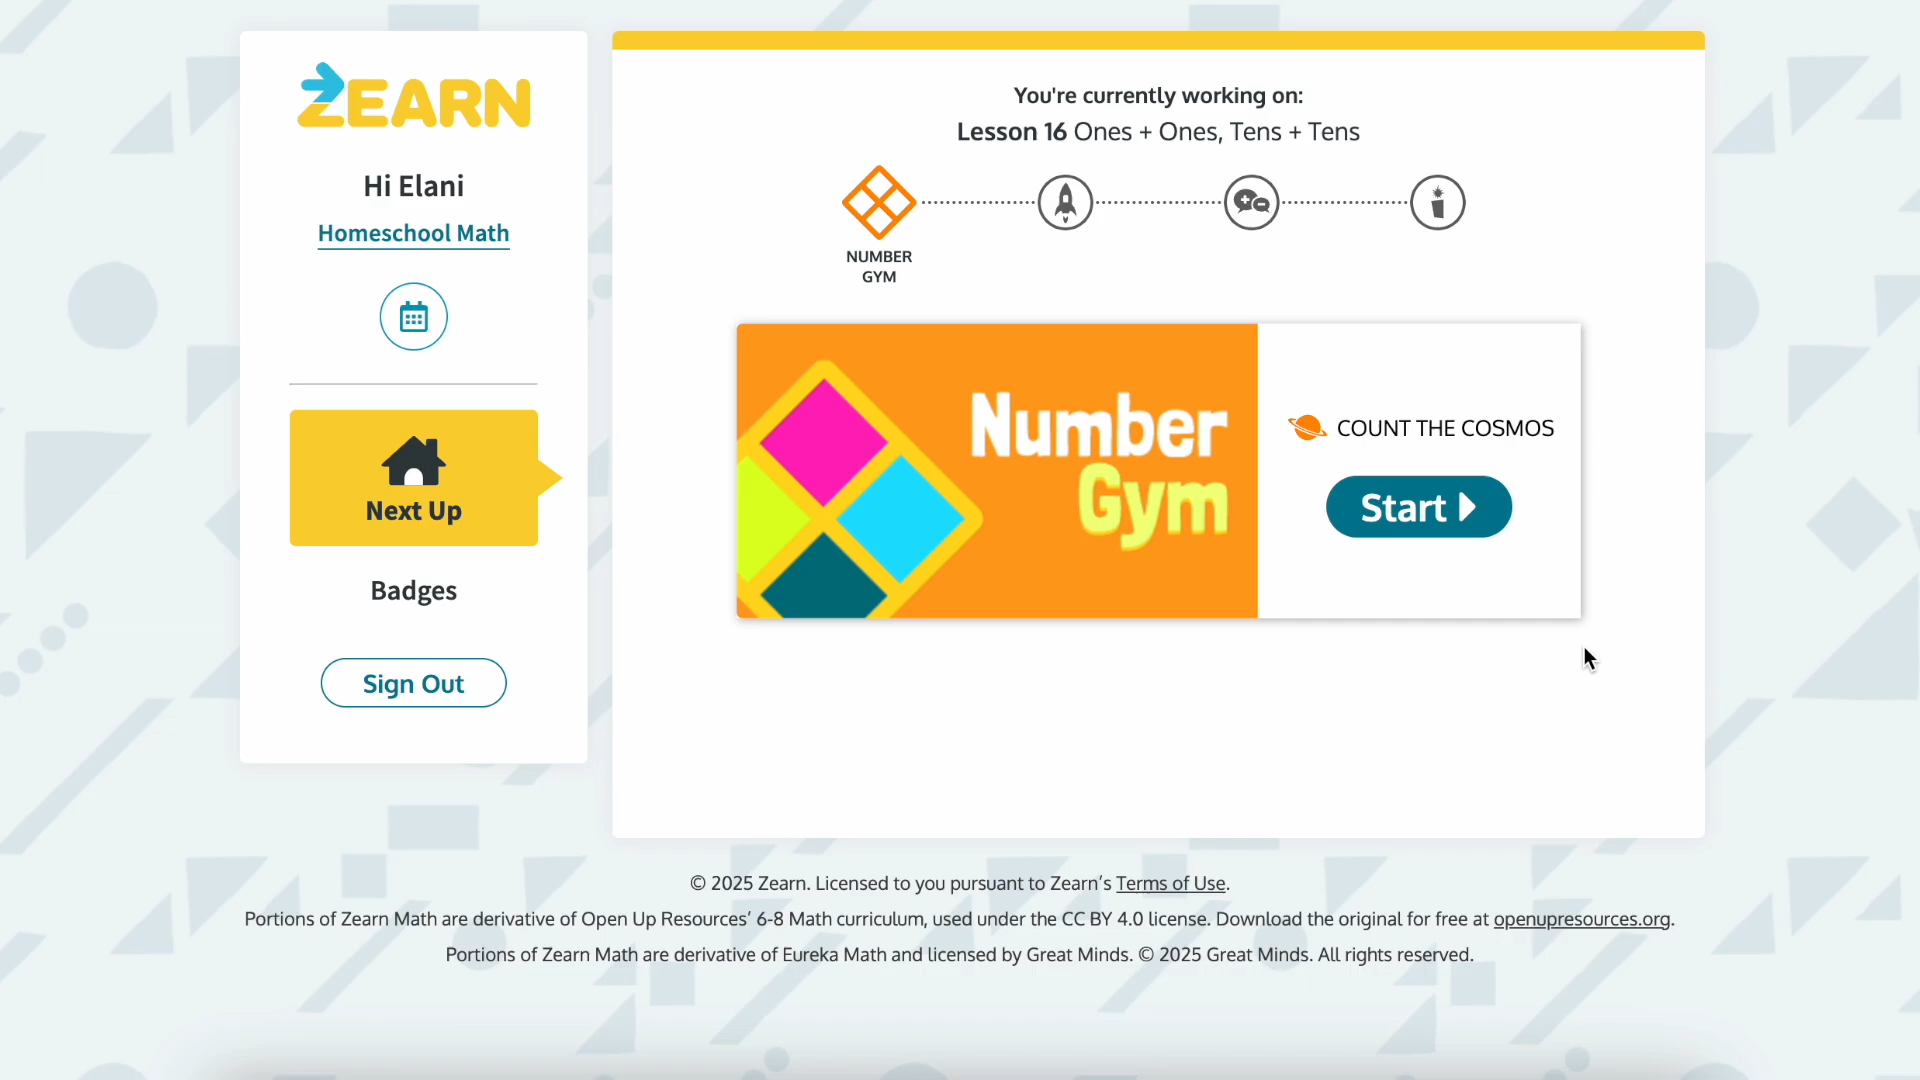 ZEARN
Hi Elani
Homeschool Math
Next Up
Badges
Sign Out
You're currently working on:
Lesson 16 Ones + Ones, Tens + Tens
NUMBER
GYM
Number
Gym
COUNT THE COSMOS
Start
© 2025 Zearn. Licensed to you pursuant to Zearn’s Terms of Use.
Portions of Zearn Math are derivative of Open Up Resources’ 6-8 Math curriculum, used under the CC BY 4.0 license. Download the original for free at openupresources.org.
Portions of Zearn Math are derivative of Eureka Math and licensed by Great Minds. © 2025 Great Minds. All rights reserved.